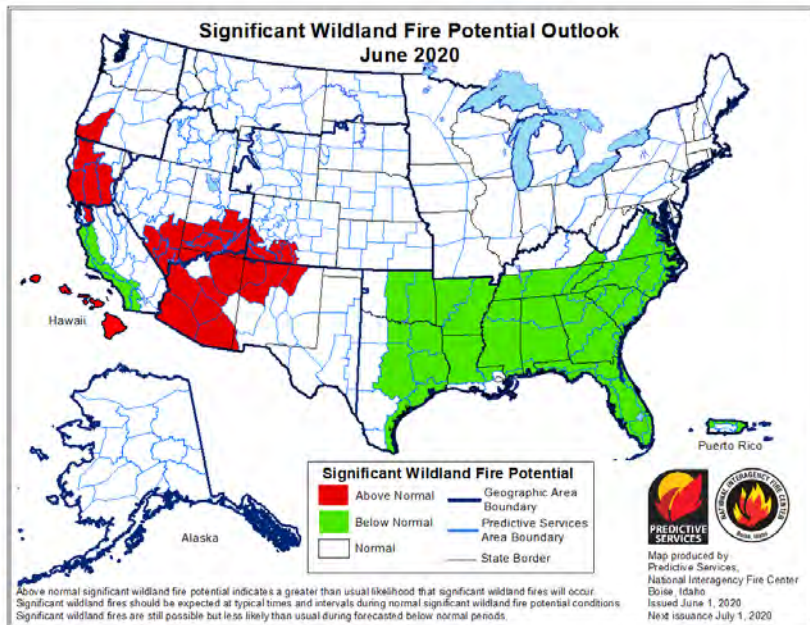 Significant Wildland Fire Potential Outlook
June 2020
Hawaii
Alaska
Puerto Rico
Significant Wildland Fire Potential
Above Normal
Below Normal
Normal
Geographic Area
Boundary
Predictive Services
Area Boundary
State Border
PREDICTIVE
SERVICES
NATIONAL INTERAGENCY FIRE CENTER
BOISE, IDAHO
Map produced by
Predictive Services,
National Interagency Fire Center
Boise, Idaho
Issued June 1, 2020
Next issuance July 1, 2020
Above normal significant wildland fire potential indicates a greater than usual likelihood that significant wildland fires will occur.
Significant wildland fires should be expected at typical times and intervals during normal significant wildland fire potential conditions.
Significant wildland fires are still possible but less likely than usual during forecasted below normal periods.